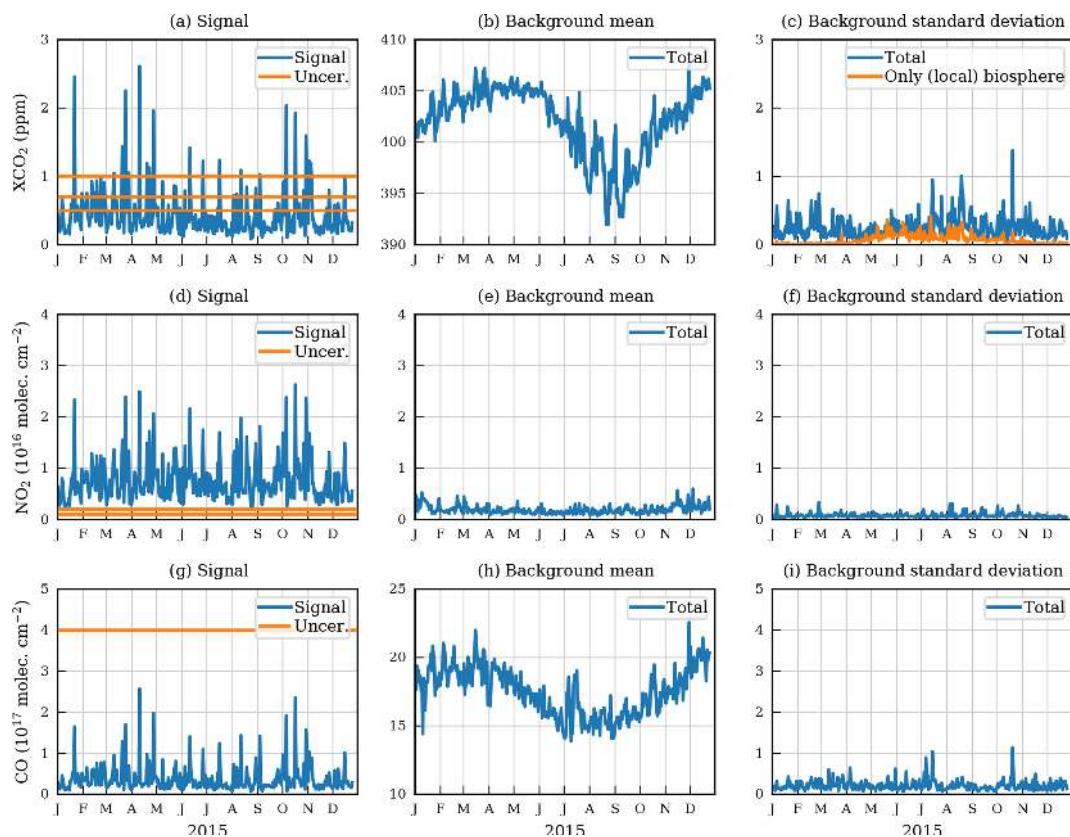 (a) Signal
(b) Background mean
(c) Background standard deviation
XCO₂ (ppm)
3
2
1
0
Signal
Uncer.
J F M A M J J A S O N D
410
405
400
395
390
Total
J F M A M J J A S O N D
3
2
1
0
Total
Only (local) biosphere
J F M A M J J A S O N D
(d) Signal
(e) Background mean
(f) Background standard deviation
NO₂ (10¹⁶ molec. cm⁻²)
4
3
2
1
0
Signal
Uncer.
J F M A M J J A S O N D
4
3
2
1
0
Total
J F M A M J J A S O N D
4
3
2
1
0
Total
J F M A M J J A S O N D
(g) Signal
(h) Background mean
(i) Background standard deviation
CO (10¹⁷ molec. cm⁻²)
5
4
3
2
1
0
Signal
Uncer.
J F M A M J J A S O N D
2015
25
20
15
10
Total
J F M A M J J A S O N D
2015
5
4
3
2
1
0
Total
J F M A M J J A S O N D
2015